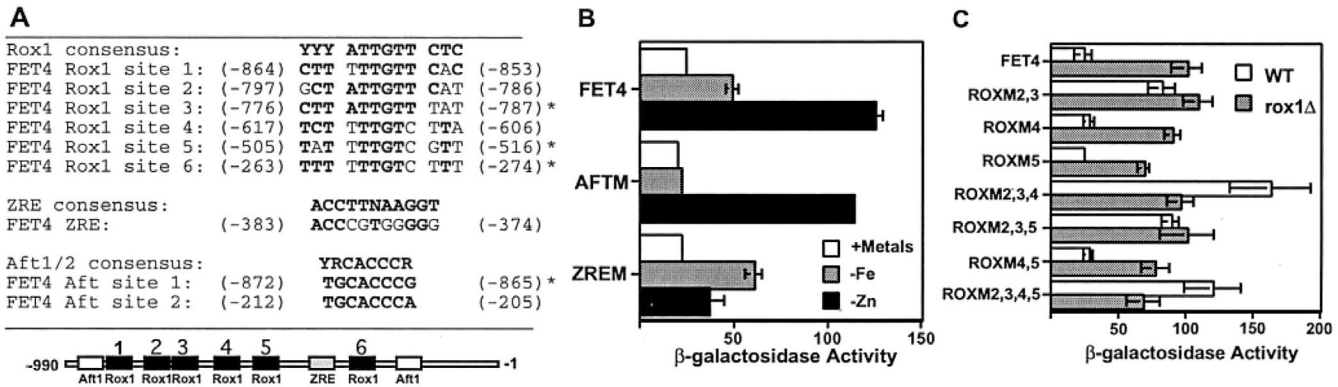 A
Rox1 consensus: YYY ATTGTT CTC
FET4 Rox1 site 1: (-864) CTT TTTGTT CAC (-853)
FET4 Rox1 site 2: (-797) GCT ATTGTT CAT (-786)
FET4 Rox1 site 3: (-776) CTT ATTGTT TAT (-787)*
FET4 Rox1 site 4: (-617) TCT TTTGTC TTA (-606)
FET4 Rox1 site 5: (-505) TAT TTTGTC GTT (-516)*
FET4 Rox1 site 6: (-263) TTT TTTGTC TTT (-274)*
ZRE consensus: ACCTTNAAGGT
FET4 ZRE: (-383) ACCCGTGGGGG (-374)
Aft1/2 consensus: YRCACCCR
FET4 Aft site 1: (-872) TGCACCCG (-865)*
FET4 Aft site 2: (-212) TGCACCCA (-205)
1 2 3 4 5 6
-990 -1
Aft1 Rox1 Rox1 Rox1 Rox1 Rox1 ZRE Rox1 Aft1
B
FET4
AFTM
ZREM
+Metals
-Fe
-Zn
50 100 150
β-galactosidase Activity
C
FET4
ROXM2,3
ROXM4
ROXM5
ROXM2,3,4
ROXM2,3,5
ROXM4,5
ROXM2,3,4,5
WT
rox1Δ
50 100 150 200
β-galactosidase Activity